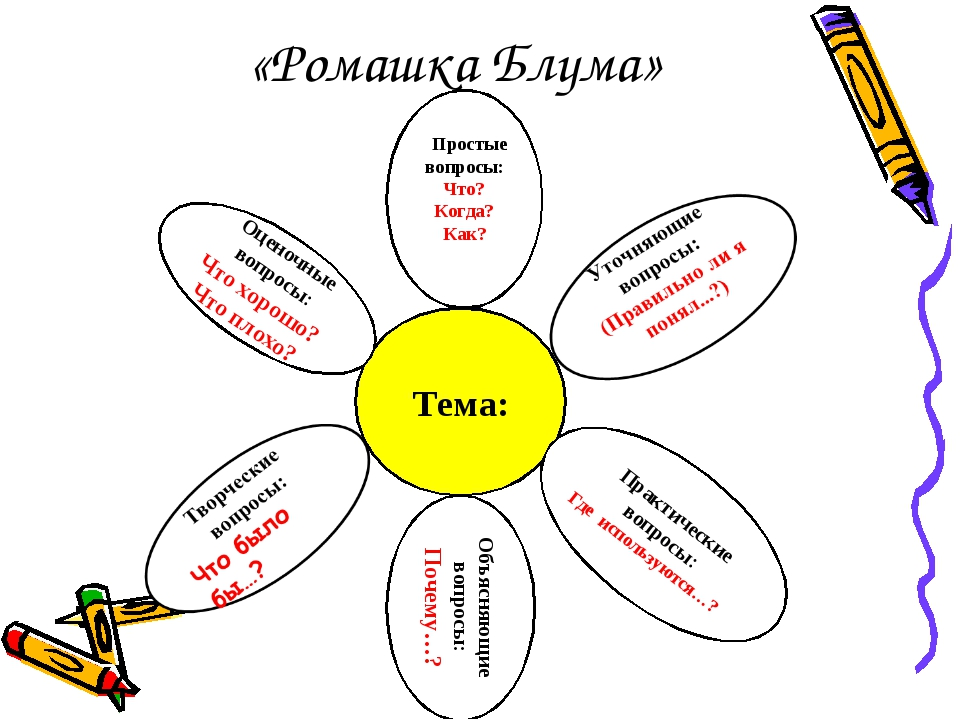 «Ромашка Блума»
Простые
вопросы:
Что?
Когда?
Как?
Уточняющие
вопросы:
(Правильно ли я
понял...?)
Практические
вопросы:
Где используются…?
Объясняющие
вопросы:
Почему…?
Творческие
вопросы:
Что было
бы…?
Оценочные
вопросы:
Что хорошо?
Что плохо?
Тема: